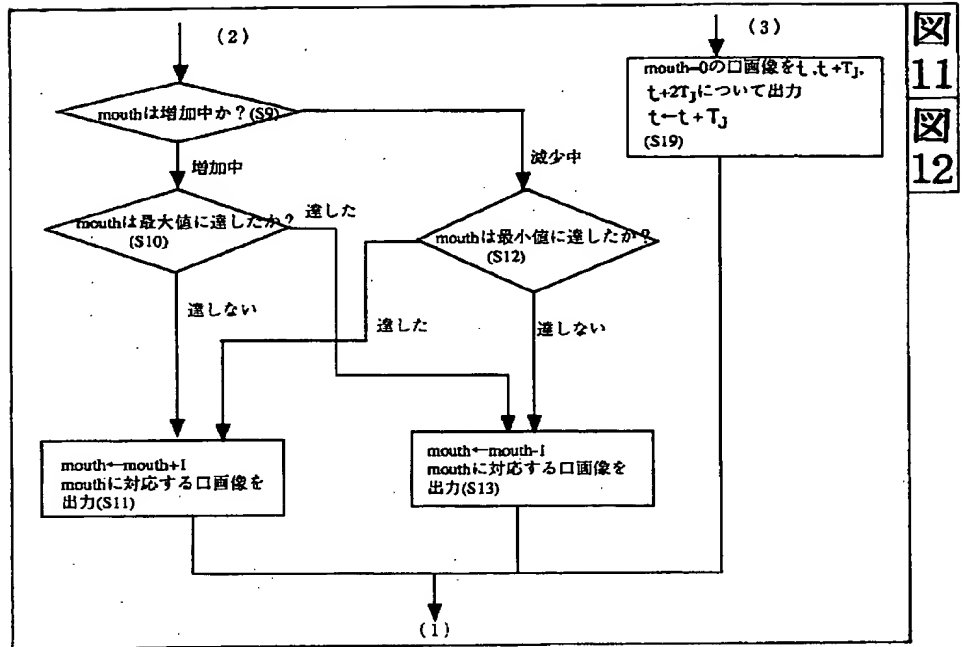 (2)
(3)
図
11
図
12
mouth=0の口画像をt,t+TJ,
t+2TJについて出力
t←t+TJ
(S19)
mouthは増加中か?(S9)
増加中
減少中
mouthは最大値に達したか?
(S10)
達した
mouthは最小値に達したか?
(S12)
達しない
達した
達しない
mouth←mouth+1
mouthに対応する口画像を
出力(S11)
mouth←mouth-1
mouthに対応する口画像を
出力(S13)
(1)